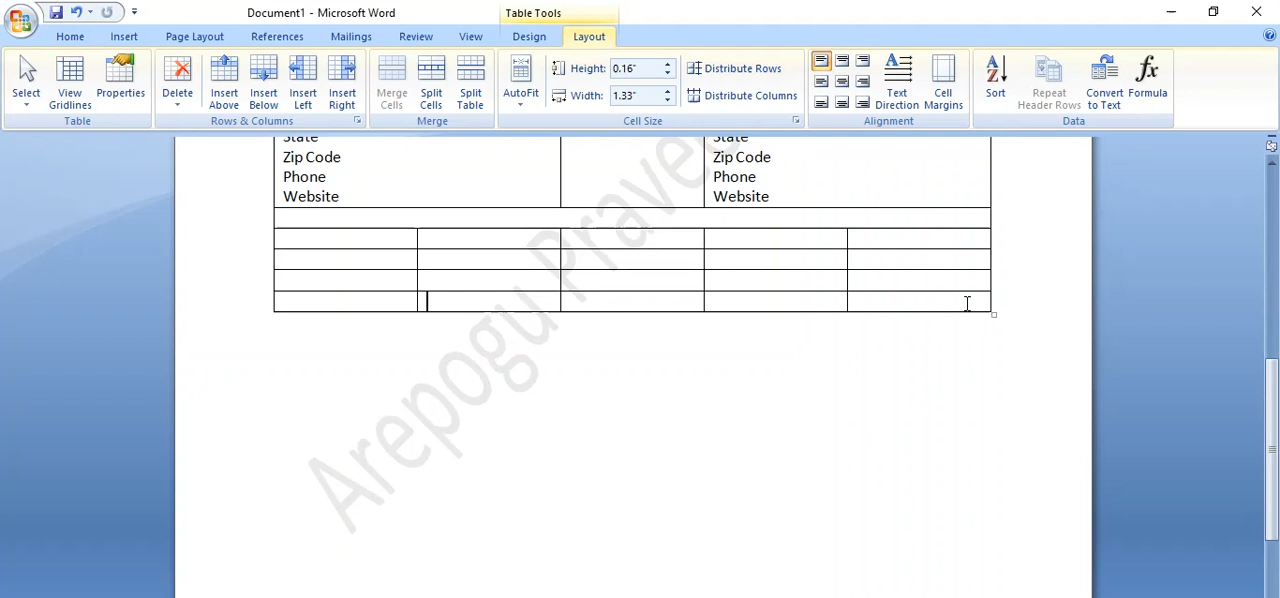 Document1 - Microsoft Word
Table Tools
Home Insert Page Layout References Mailings Review View Design Layout
Select
View Gridlines
Properties
Table
Delete
Insert Above
Insert Below
Insert Left
Insert Right
Rows & Columns
Merge Cells
Split Cells
Split Table
Merge
AutoFit
Height: 0.16"
Width: 1.33"
Distribute Rows
Distribute Columns
Cell Size
Text Direction
Cell Margins
Alignment
Sort
Repeat Header Rows
Convert to Text
Formula
Data
State State
Zip Code Zip Code
Phone Phone
Website Website
Arepogu Prave